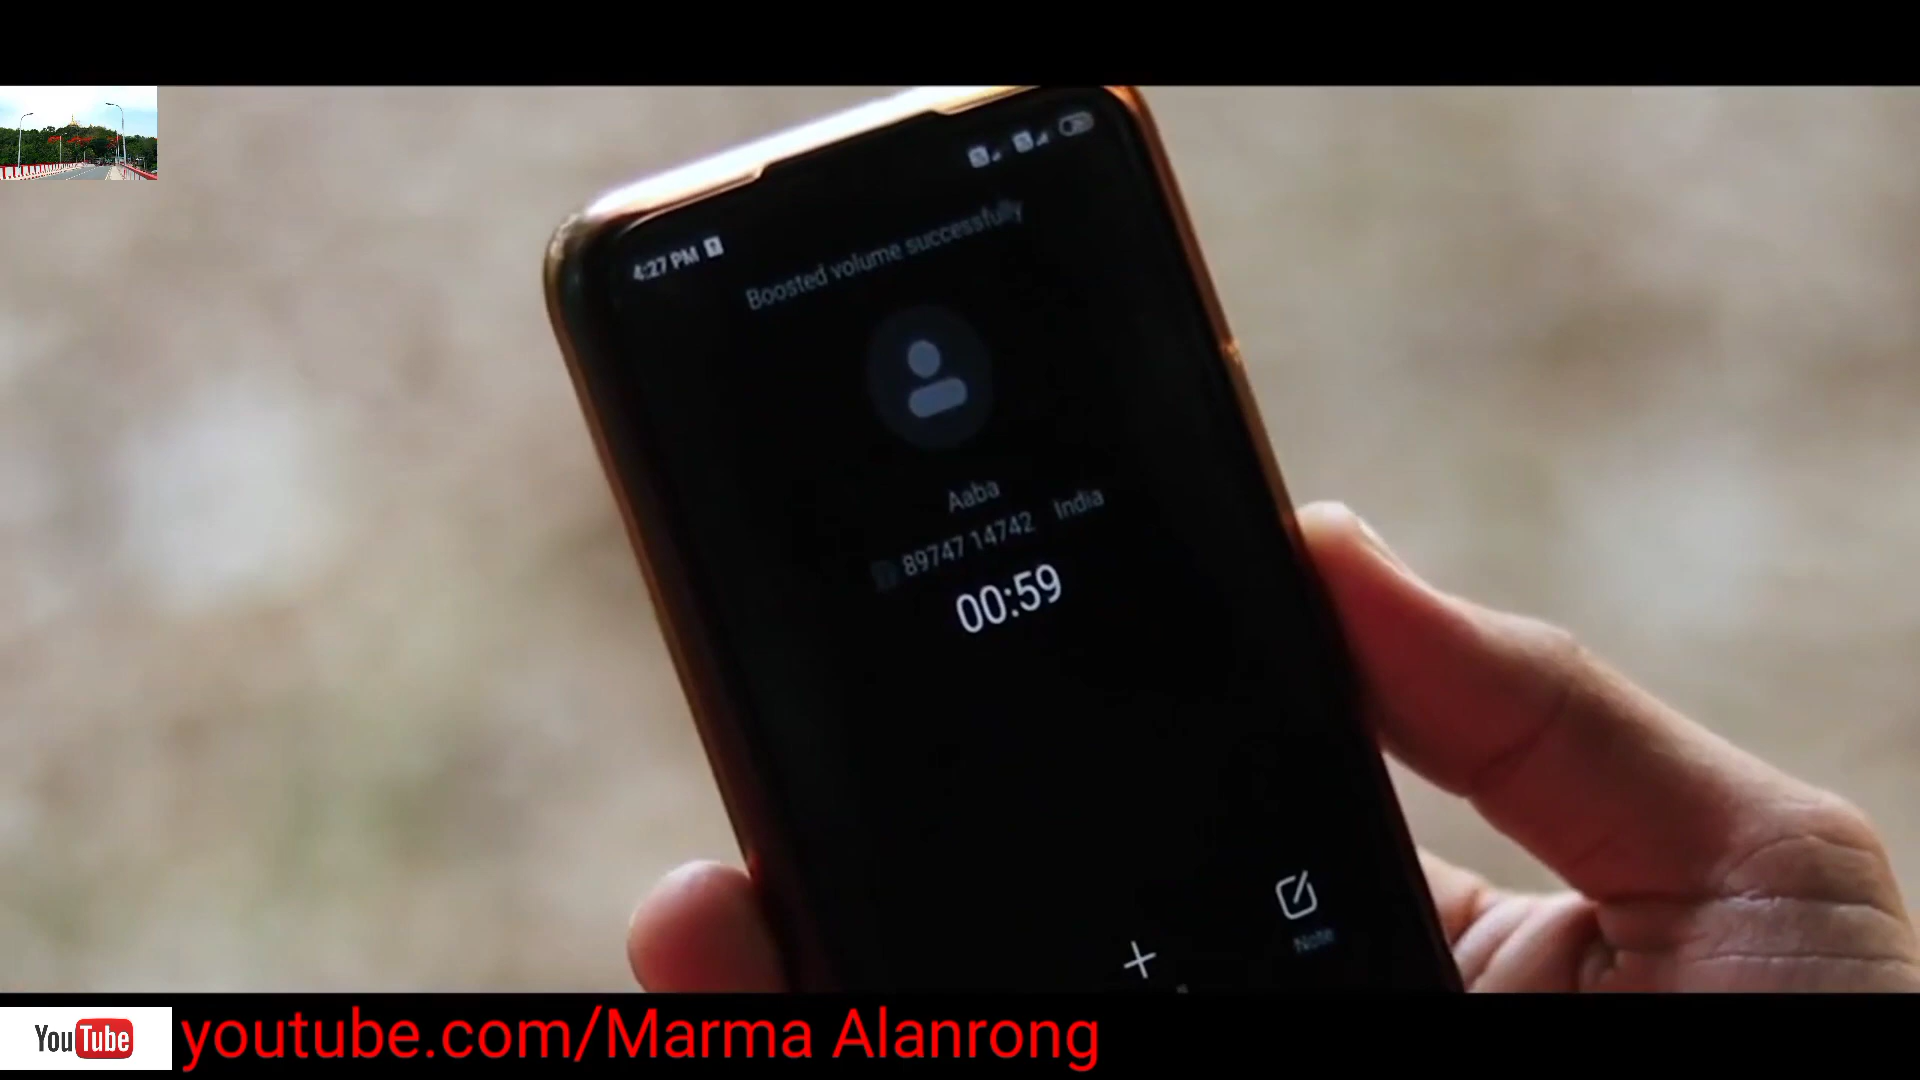 4:27 PM
Boosted volume successfully
Aaba
89747 14742 India
00:59
Note
YouTube youtube.com/Marma Alanrong